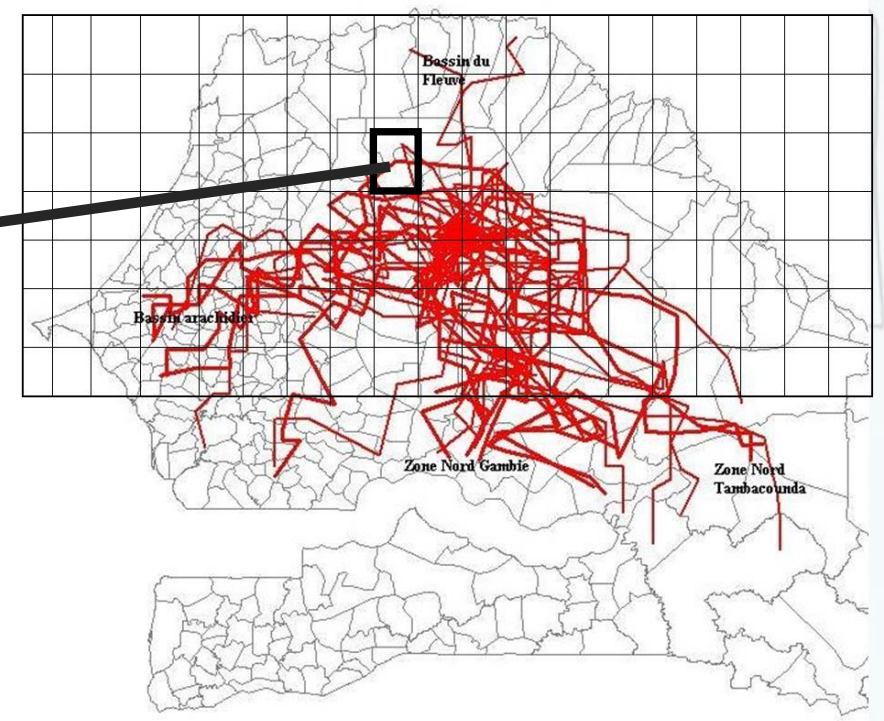 Bassin du
Fleuve
Bassin arachidier
Zone Nord Gambie
Zone Nord
Tambacounda